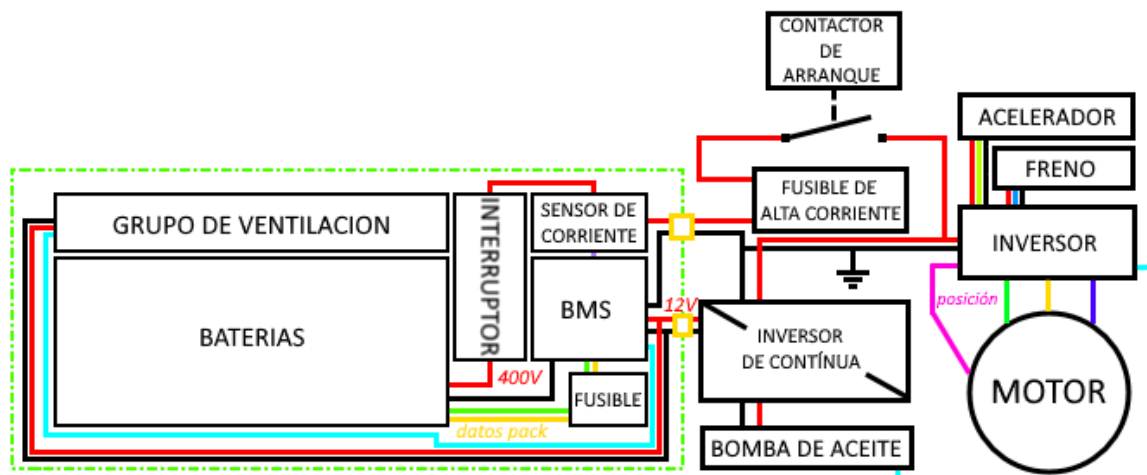 CONTACTOR
DE
ARRANQUE
ACELERADOR
FRENO
GRUPO DE VENTILACION
INTERRUPTOR
SENSOR DE
CORRIENTE
FUSIBLE DE
ALTA CORRIENTE
INVERSOR
BATERIAS
BMS
12V
posición
INVERSOR
DE CONTÍNUA
400V
FUSIBLE
MOTOR
datos pack
BOMBA DE ACEITE